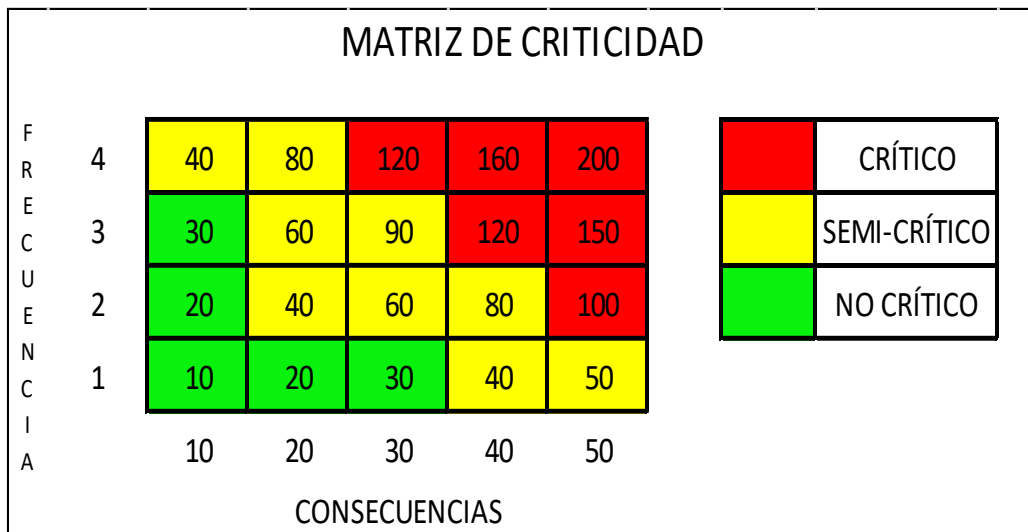 MATRIZ DE CRITICIDAD
FRECUENCIA
4 40 80 120 160 200
3 30 60 90 120 150
2 20 40 60 80 100
1 10 20 30 40 50
10 20 30 40 50
CONSECUENCIAS
CRÍTICO
SEMI-CRÍTICO
NO CRÍTICO